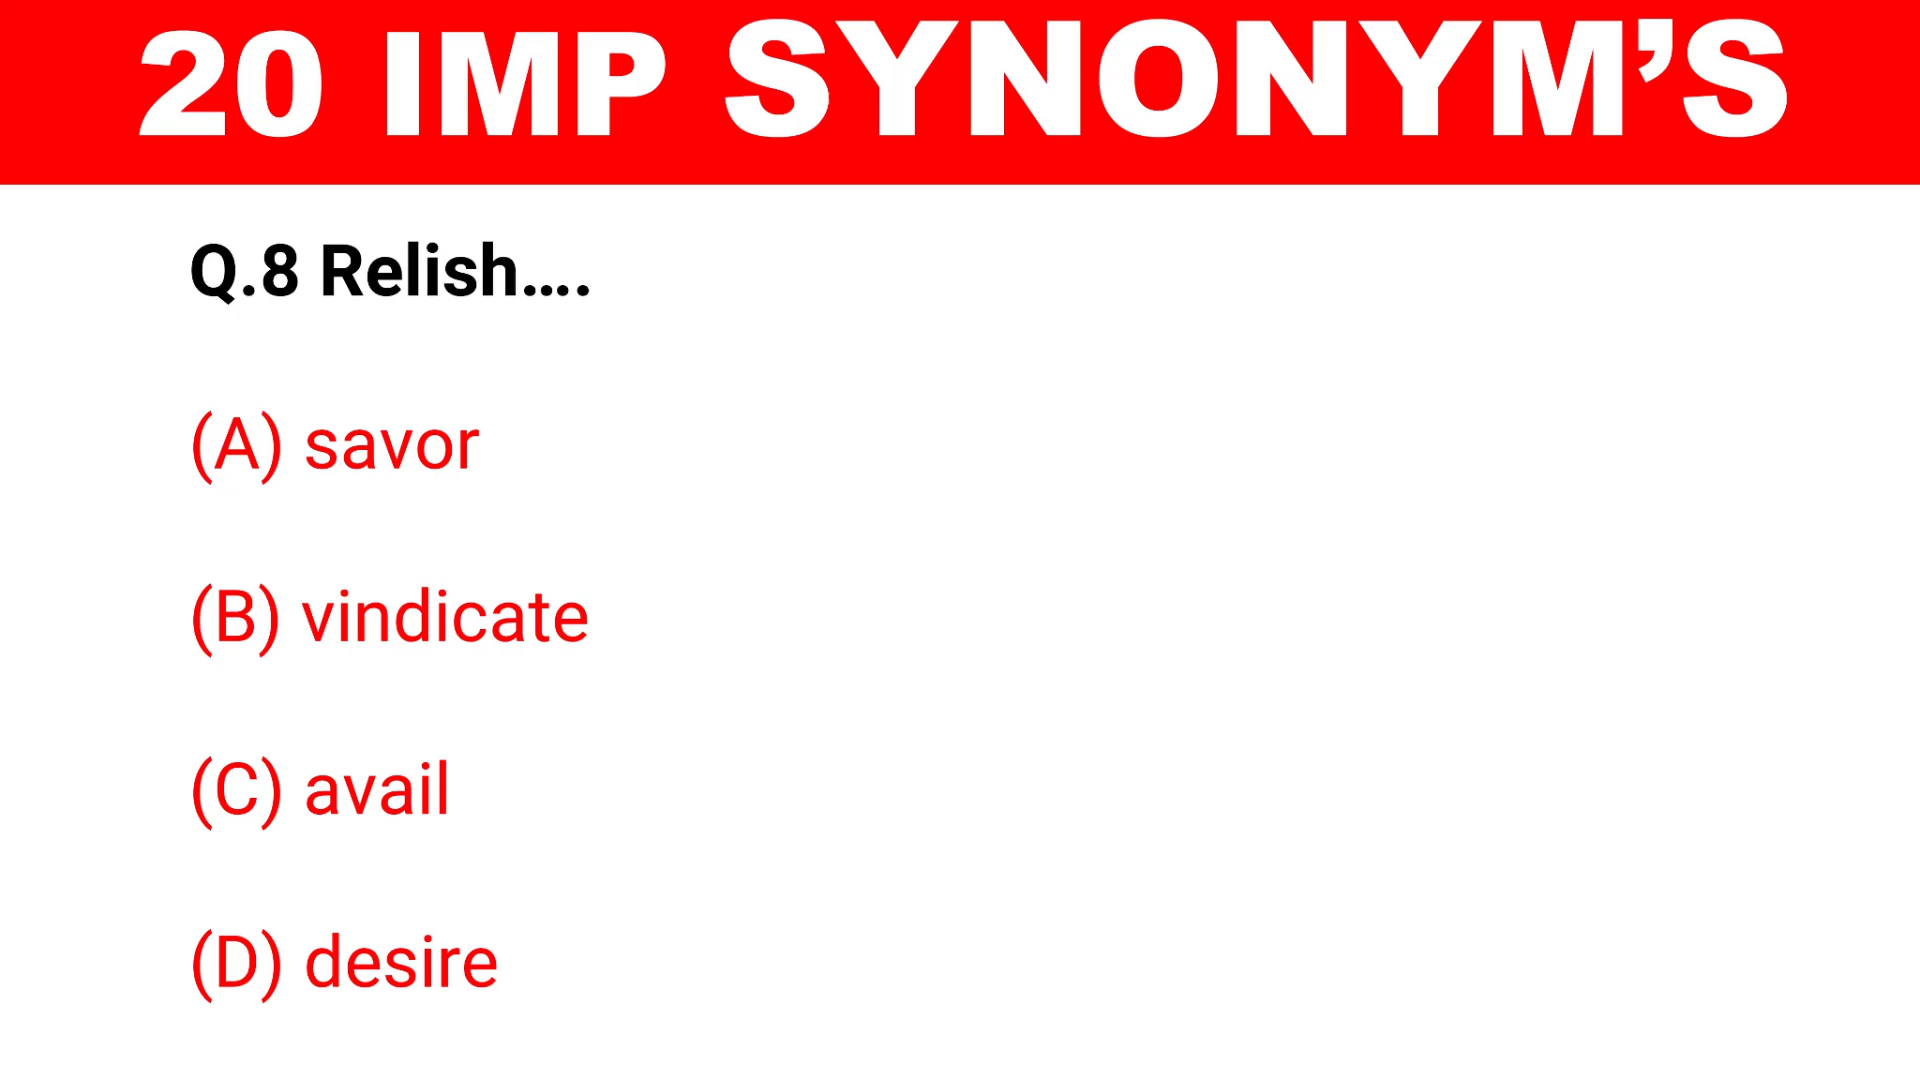 20 IMP SYNONYM’S
Q.8 Relish....
(A) savor
(B) vindicate
(C) avail
(D) desire